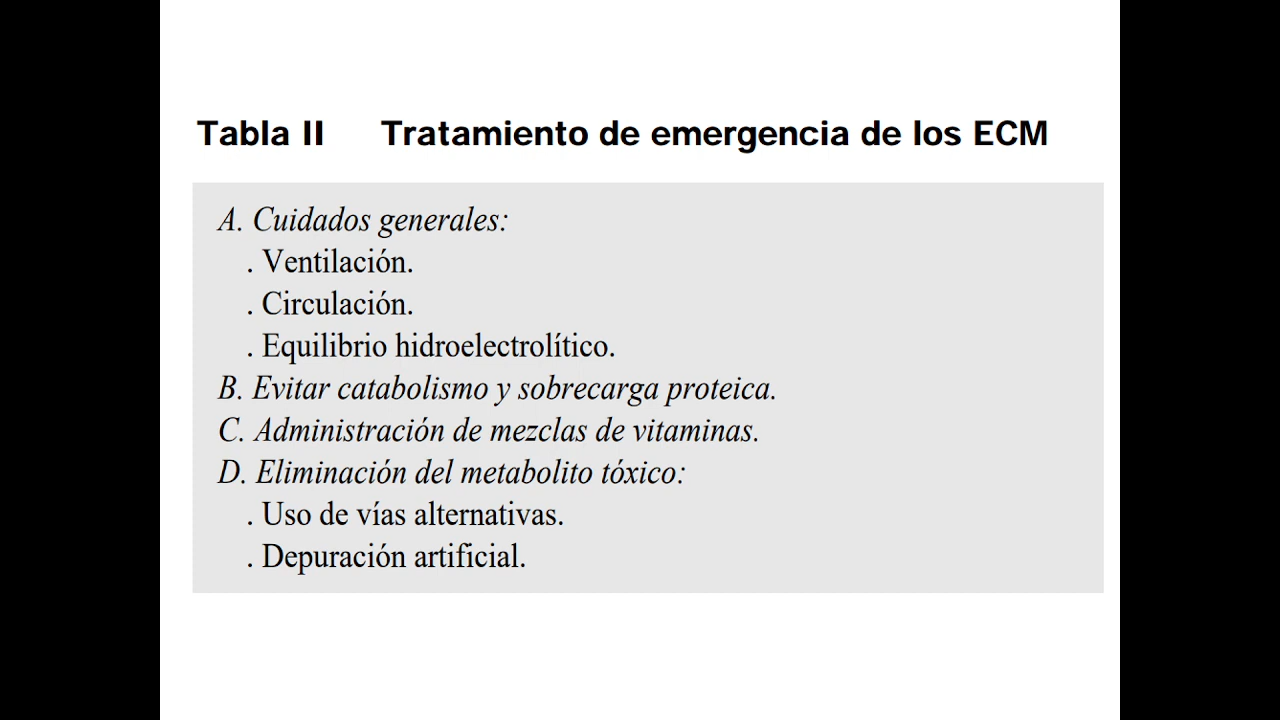 Tabla II Tratamiento de emergencia de los ECM
A. Cuidados generales:
. Ventilación.
. Circulación.
. Equilibrio hidroelectrolítico.
B. Evitar catabolismo y sobrecarga proteica.
C. Administración de mezclas de vitaminas.
D. Eliminación del metabolito tóxico:
. Uso de vías alternativas.
. Depuración artificial.